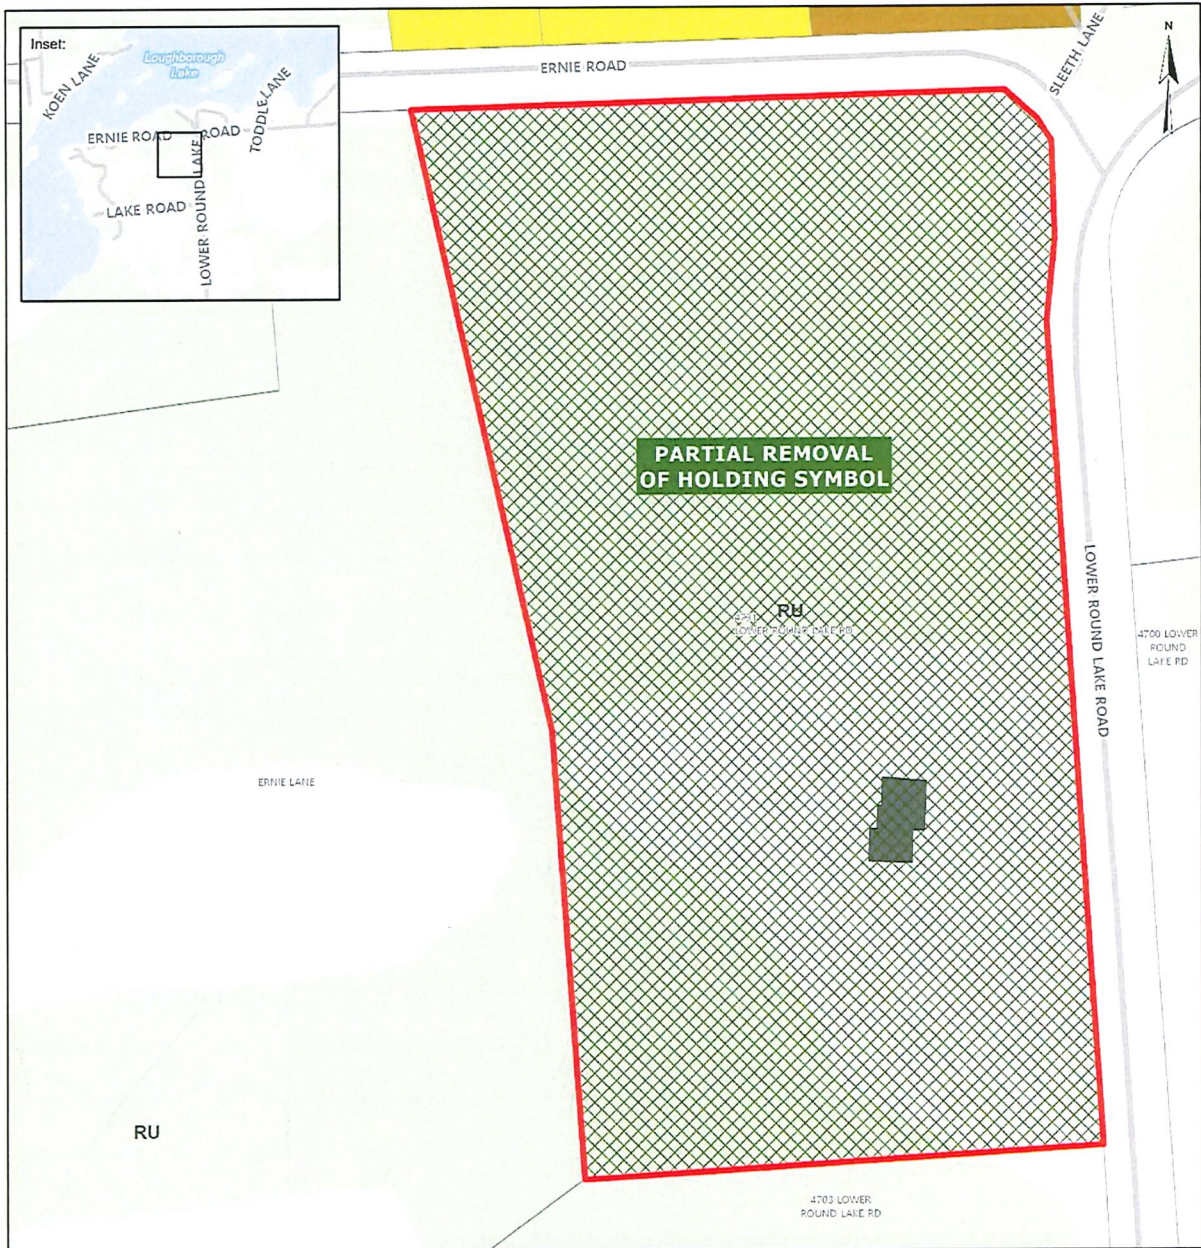 Inset:
Loughborough
Lake
KOEN LANE
TODDLE LANE
ERNIE ROAD
ROAD
LAKE ROAD
LOWER ROUND LAKE
ERNIE ROAD
SLEETH LANE
N
PARTIAL REMOVAL
OF HOLDING SYMBOL
RU
LOWER ROUND LAKE RD
LOWER ROUND LAKE ROAD
4700 LOWER
ROUND
LAKE RD
ERNIE LANE
RU
4703 LOWER
ROUND LAKE RD